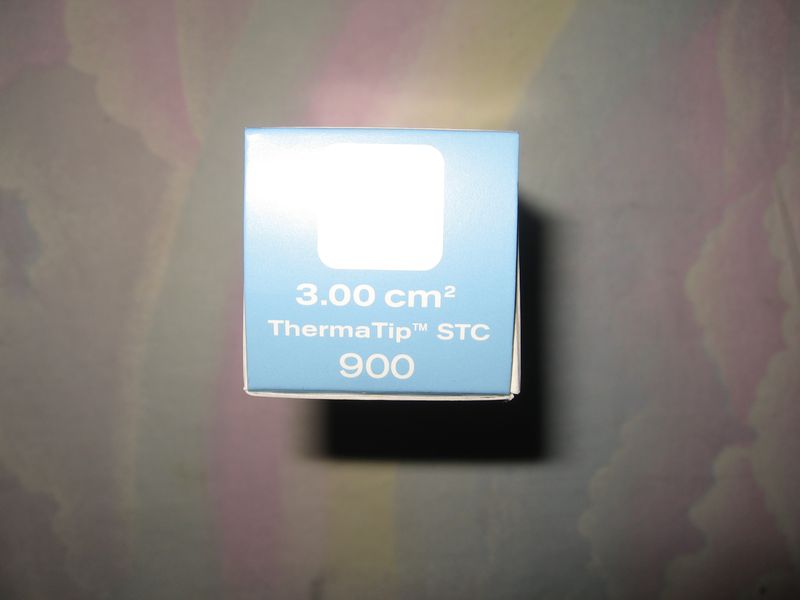 3.00 cm²
ThermaTip™ STC
900